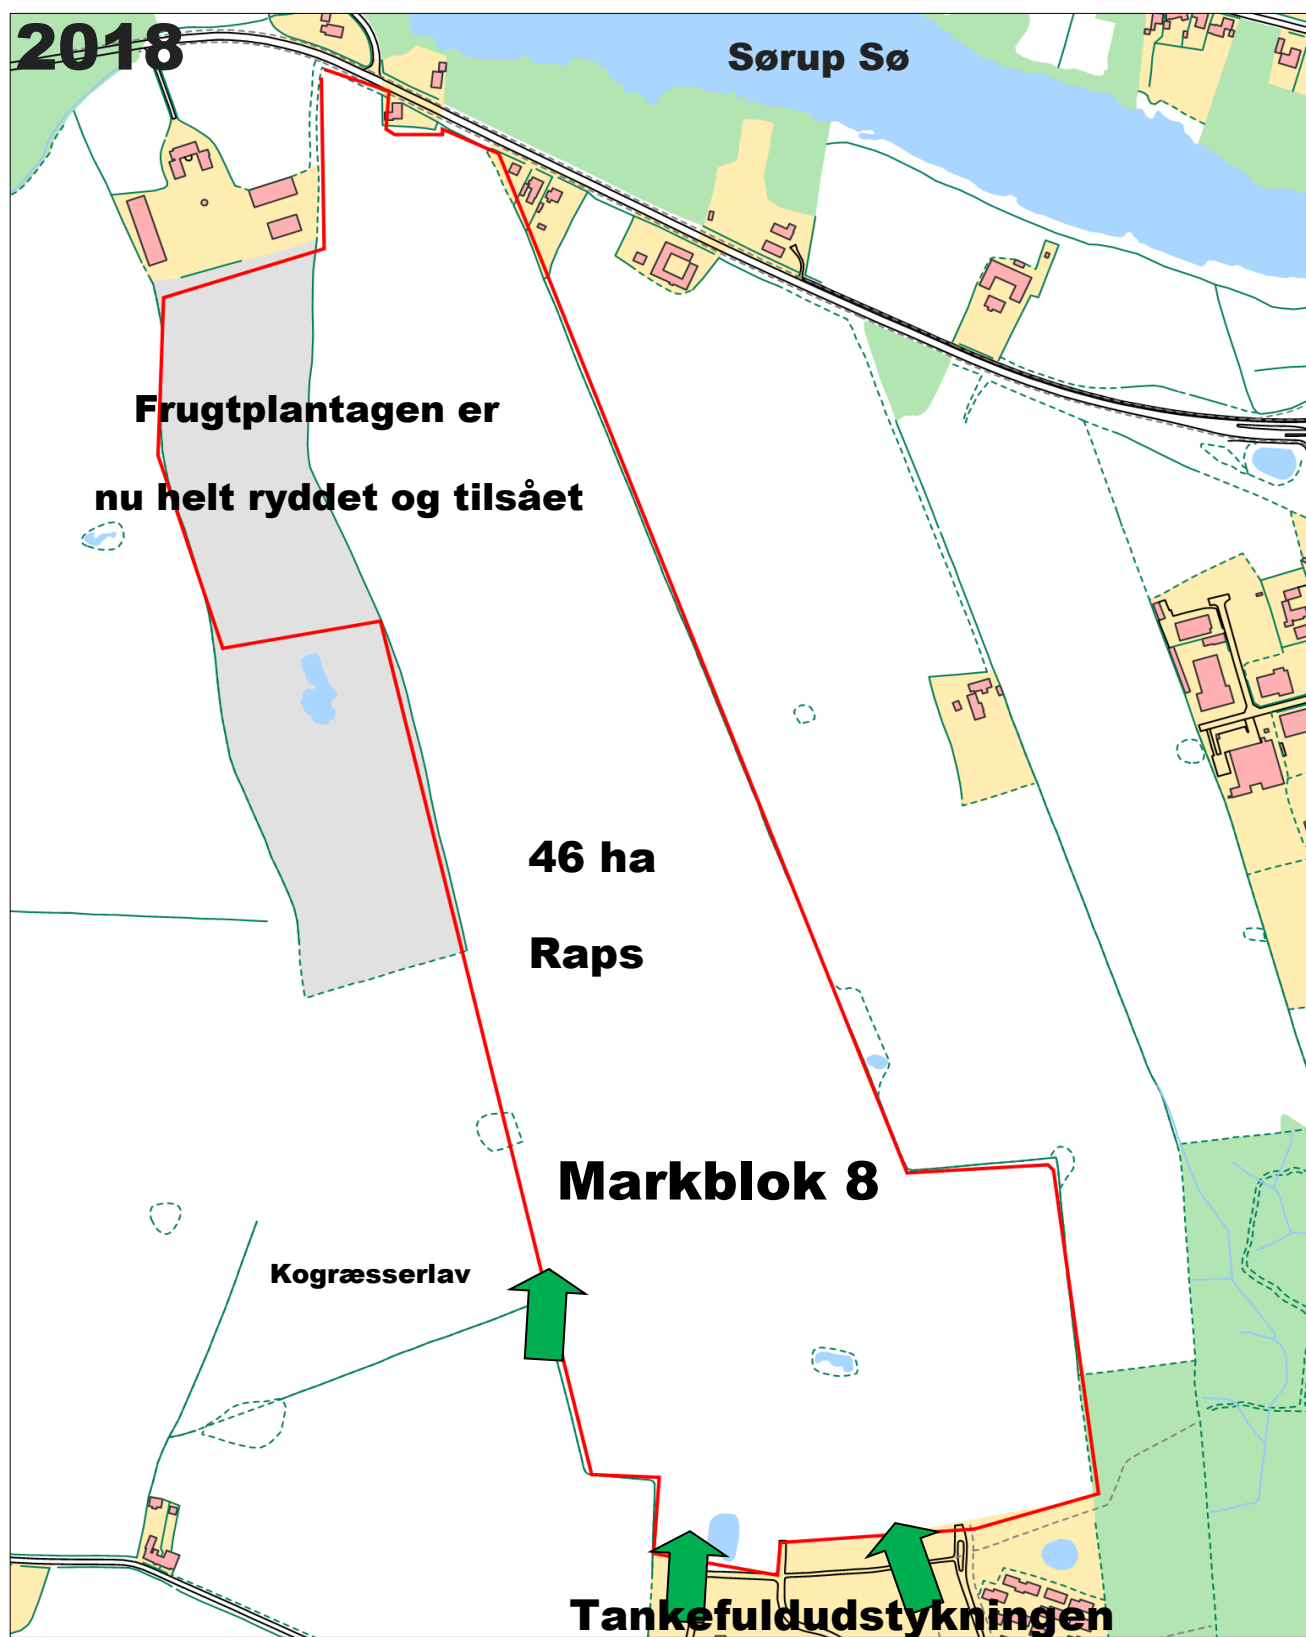 2018
Sørup Sø
Frugtplantagen er
nu helt ryddet og tilsået
46 ha
Raps
Markblok 8
Kogræsserlav
Tankefuldudstykningen